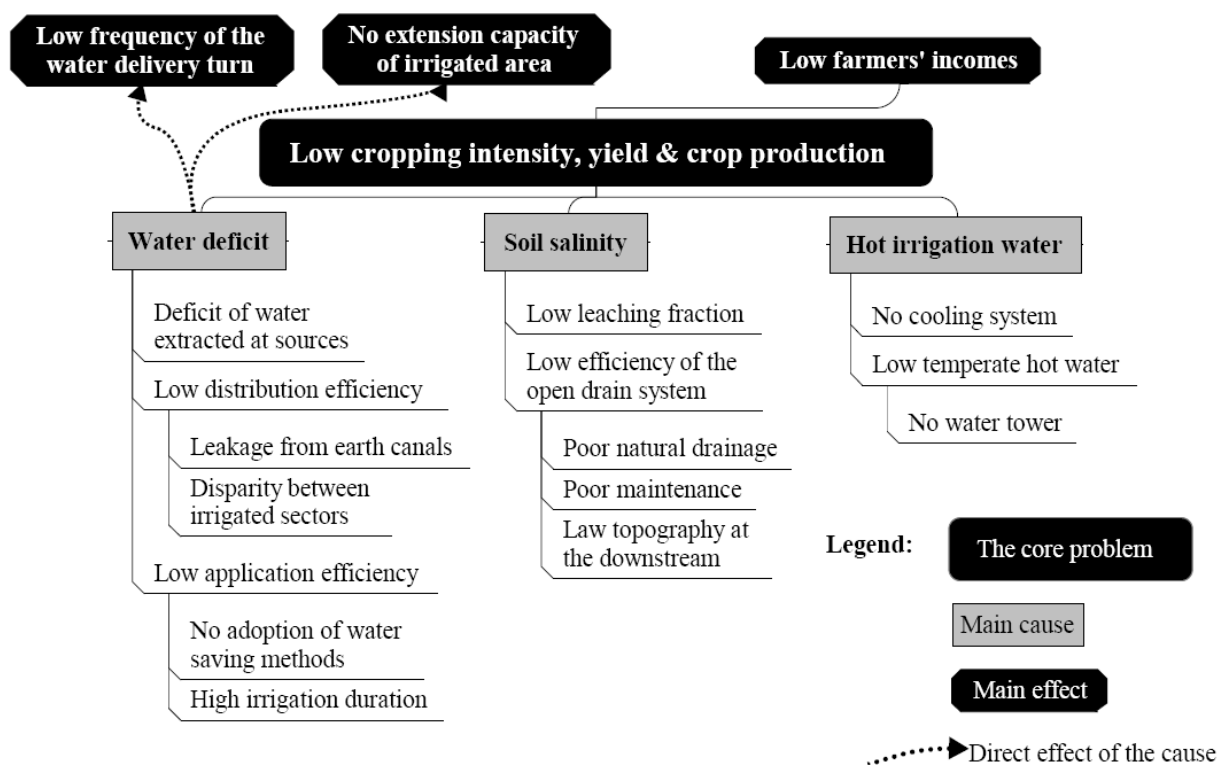 Low frequency of the
water delivery turn
No extension capacity
of irrigated area
Low farmers' incomes
Low cropping intensity, yield & crop production
Water deficit
Deficit of water
extracted at sources
Low distribution efficiency
Leakage from earth canals
Disparity between
irrigated sectors
Low application efficiency
No adoption of water
saving methods
High irrigation duration
Soil salinity
Low leaching fraction
Low efficiency of the
open drain system
Poor natural drainage
Poor maintenance
Law topography at
the downstream
Hot irrigation water
No cooling system
Low temperate hot water
No water tower
Legend:
The core problem
Main cause
Main effect
Direct effect of the cause